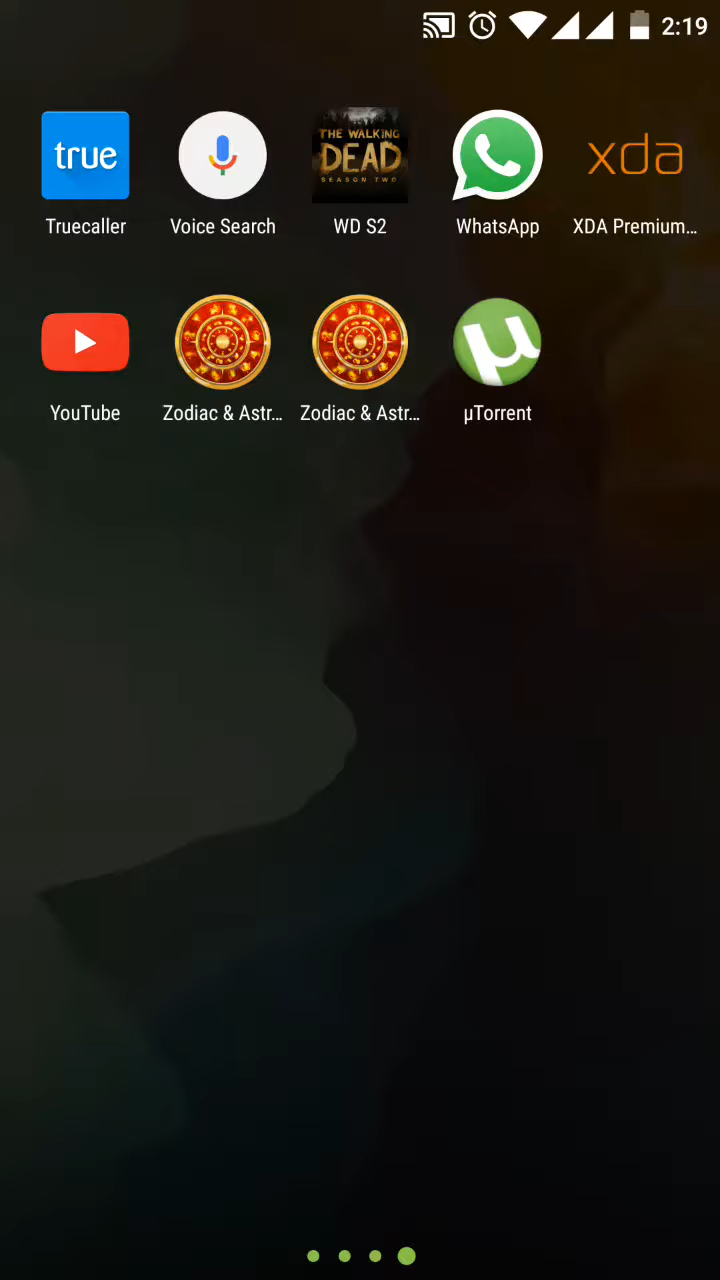 2:19
true
THE WALKING
DEAD
SEASON TWO
xda
Truecaller
Voice Search
WD S2
WhatsApp
XDA Premium…
YouTube
Zodiac & Astr…
Zodiac & Astr…
µ
µTorrent